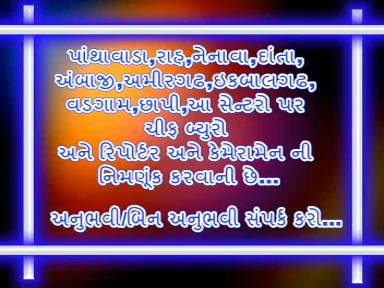 પાંથાવાડા,રાહ,નેનાવા,દાંતા,
અંબાજી,અમીરગઢ,ઇકબાલગઢ,
વડગામ,છાપી,આ સેન્ટરો પર
ચીફ બ્યુરો
અને રિપોર્ટર અને કેમેરામેન ની
નિમણૂંક કરવાની છે...
અનુભવી/બિન અનુભવી સંપર્ક કરો...